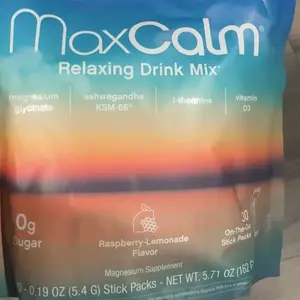 MaxCalm®
Relaxing Drink Mix*
magnesium glycinate
ashwagandha KSM-66®
l-theanine
vitamin D3
0g Sugar
Raspberry-Lemonade Flavor
30 On-The-Go Stick Packs
Magnesium Supplement
0.19 OZ (5.4 G) Stick Packs - NET WT. 5.71 OZ (162